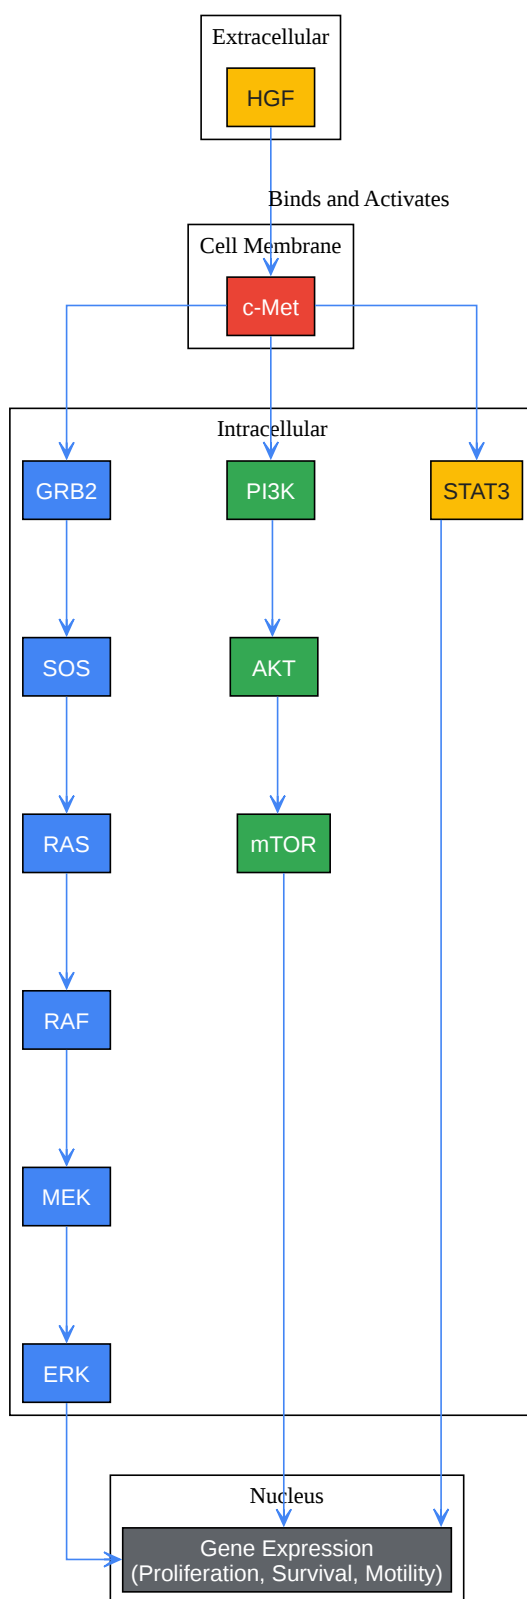 Extracellular
HGF
Binds and Activates
Cell Membrane
c-Met
Intracellular
GRB2
PI3K
STAT3
SOS
AKT
RAS
mTOR
RAF
MEK
ERK
Nucleus
Gene Expression
(Proliferation, Survival, Motility)